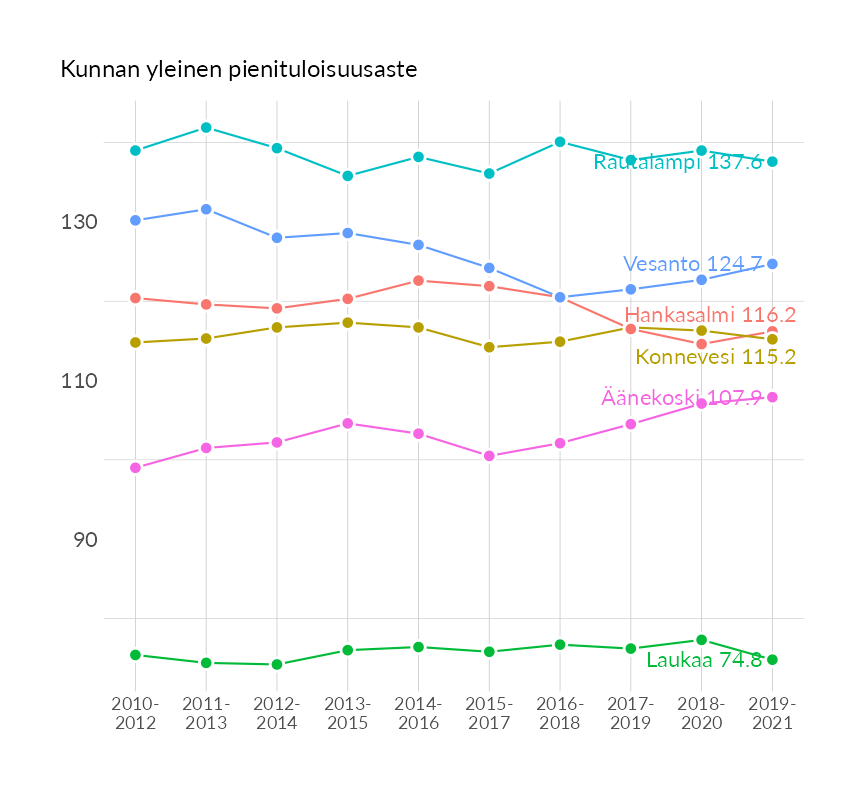 Kunnan yleinen pienituloisuusaste
Rautalampi 137.6
130
Vesanto 124.7
Hankasalmi 116.2
Konnevesi 115.2
110
Äänekoski 107.9
90
Laukaa 74.8
2010- 2011- 2012- 2013- 2014- 2015- 2016- 2017- 2018- 2019-
2012 2013 2014 2015 2016 2017 2018 2019 2020 2021